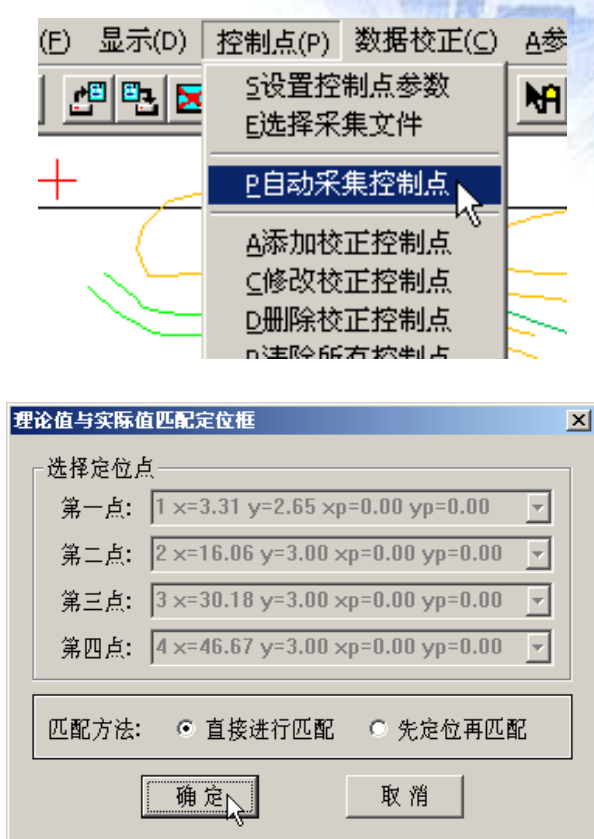 (F) 显示(D) 控制点(P) 数据校正(C) A参
S设置控制点参数
E选择采集文件
P自动采集控制点
A添加校正控制点
C修改校正控制点
D删除校正控制点
清除所有控制点
理论值与实际值匹配定位框
选择定位点
第一点: 1 x=3.31 y=2.65 xp=0.00 yp=0.00
第二点: 2 x=16.06 y=3.00 xp=0.00 yp=0.00
第三点: 3 x=30.18 y=3.00 xp=0.00 yp=0.00
第四点: 4 x=46.67 y=3.00 xp=0.00 yp=0.00
匹配方法: 直接进行匹配 先定位再匹配
确定 取消